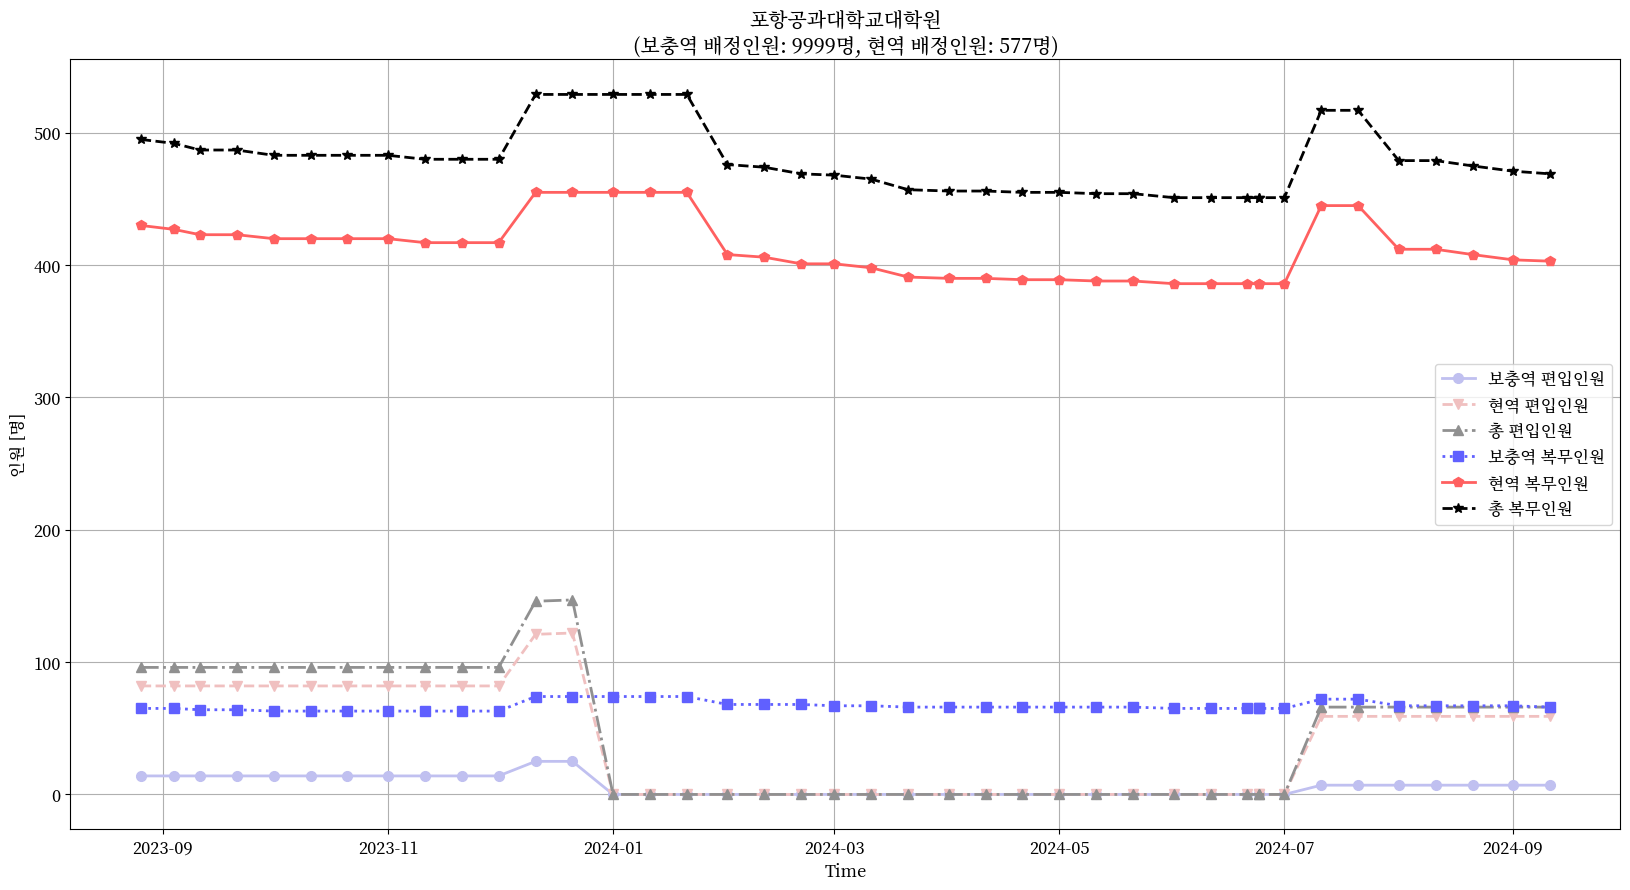 포항공과대학교대학원
(보충역 배정인원: 9999명, 현역 배정인원: 577명)
500
400
300
200
100
0
인원 [명]
보충역 편입인원
현역 편입인원
총 편입인원
보충역 복무인원
현역 복무인원
총 복무인원
2023-09 2023-11 2024-01 2024-03 2024-05 2024-07 2024-09
Time